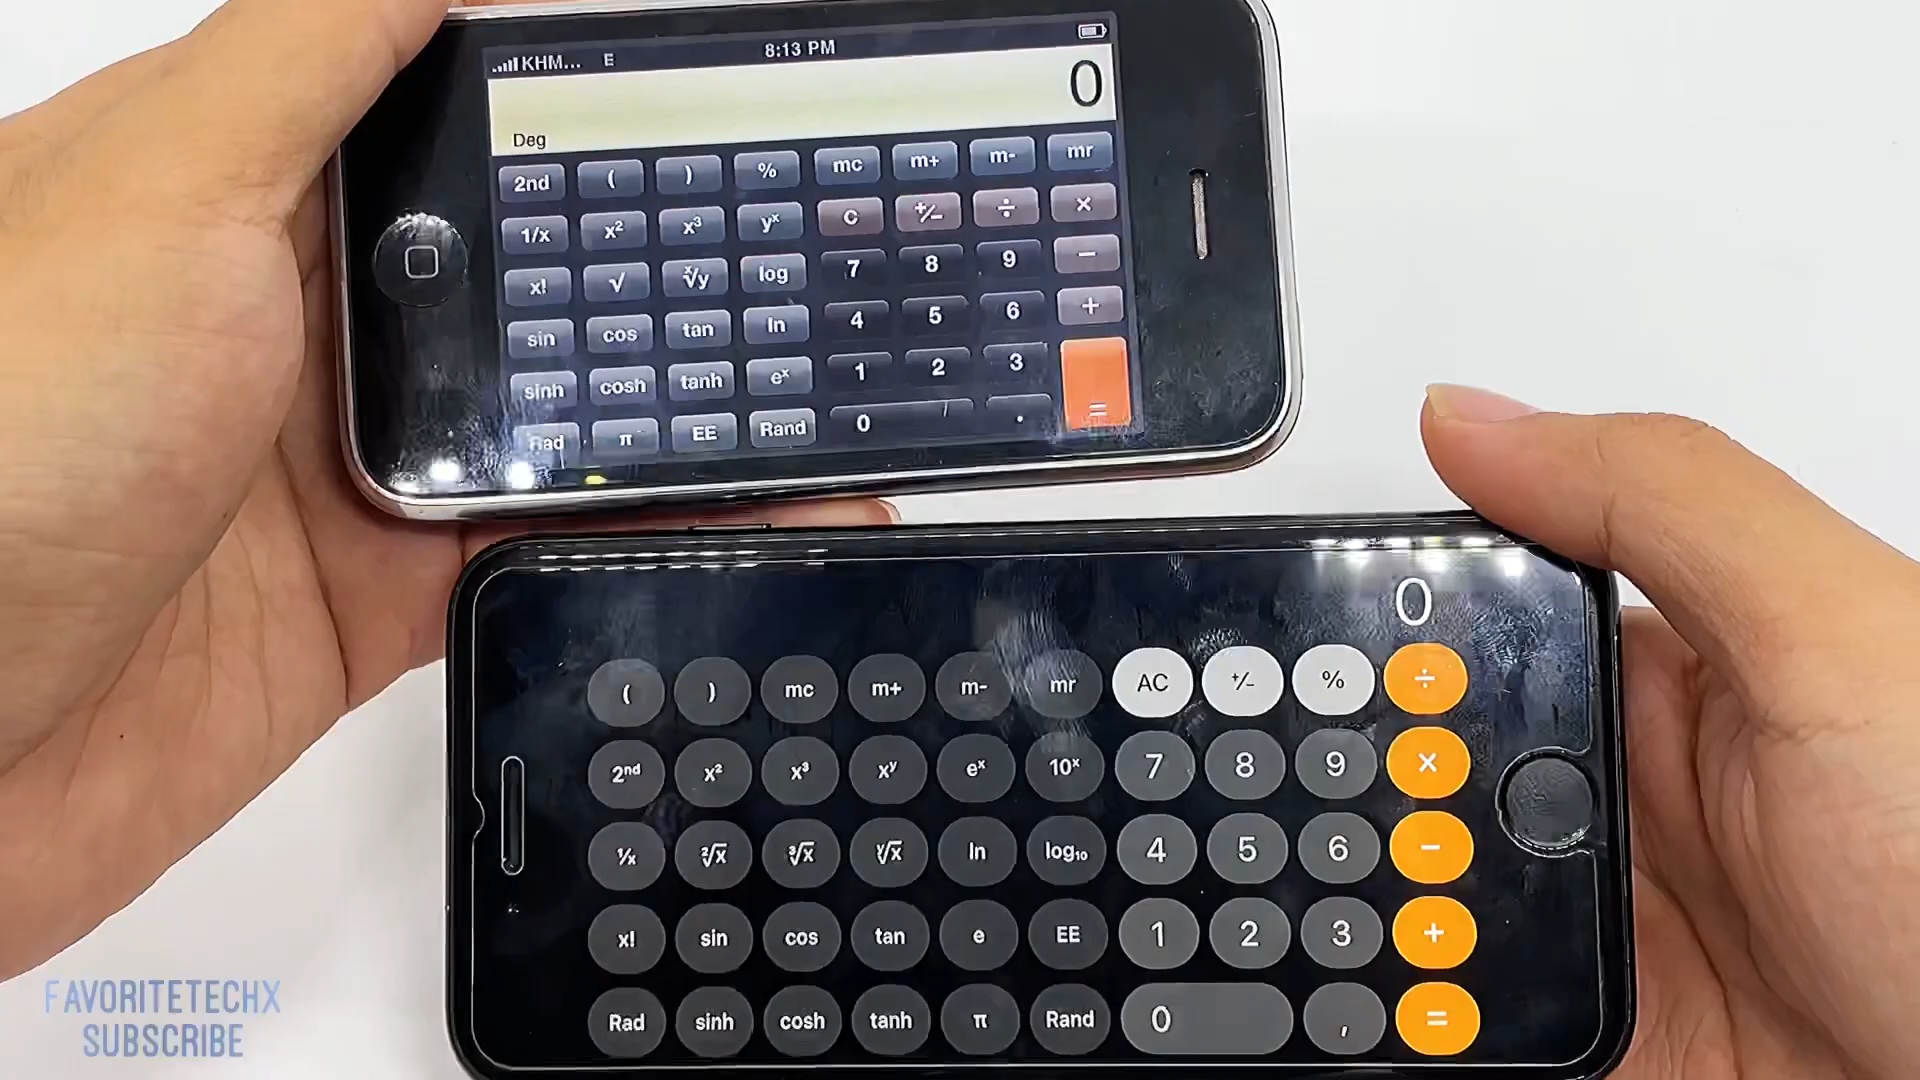 KHM... E 8:13 PM
0
Deg
2nd ( ) % mc m+ m- mr
1/x x² x³ yˣ C +/− ÷ ×
x! √ ˣ√y log 7 8 9 −
sin cos tan ln 4 5 6 +
sinh cosh tanh eˣ 1 2 3 =
Rad π EE Rand 0 .
0
( ) mc m+ m- mr AC +/− % ÷
2ⁿᵈ x² x³ xʸ eˣ 10ˣ 7 8 9 ×
1/x ²√x ³√x ʸ√x ln log₁₀ 4 5 6 −
x! sin cos tan e EE 1 2 3 +
Rad sinh cosh tanh π Rand 0 , =
FAVORITETECHX
SUBSCRIBE